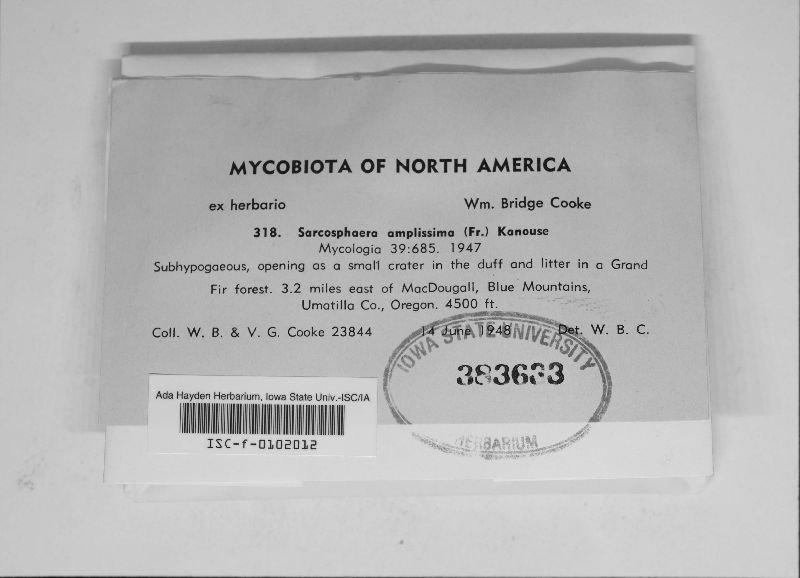 MYCOBIOTA OF NORTH AMERICA
ex herbario Wm. Bridge Cooke
318. Sarcosphaera amplissima (Fr.) Kanouse
Mycologia 39:685. 1947
Subhypogaeous, opening as a small crater in the duff and litter in a Grand
Fir forest. 3.2 miles east of MacDougall, Blue Mountains,
Umatilla Co., Oregon. 4500 ft.
Coll. W. B. & V. G. Cooke 23844 14 June 1948 Det. W. B. C.
IOWA STATE UNIVERSITY
HERBARIUM
Ada Hayden Herbarium, Iowa State Univ.-ISC/IA
ISC-f-0102012